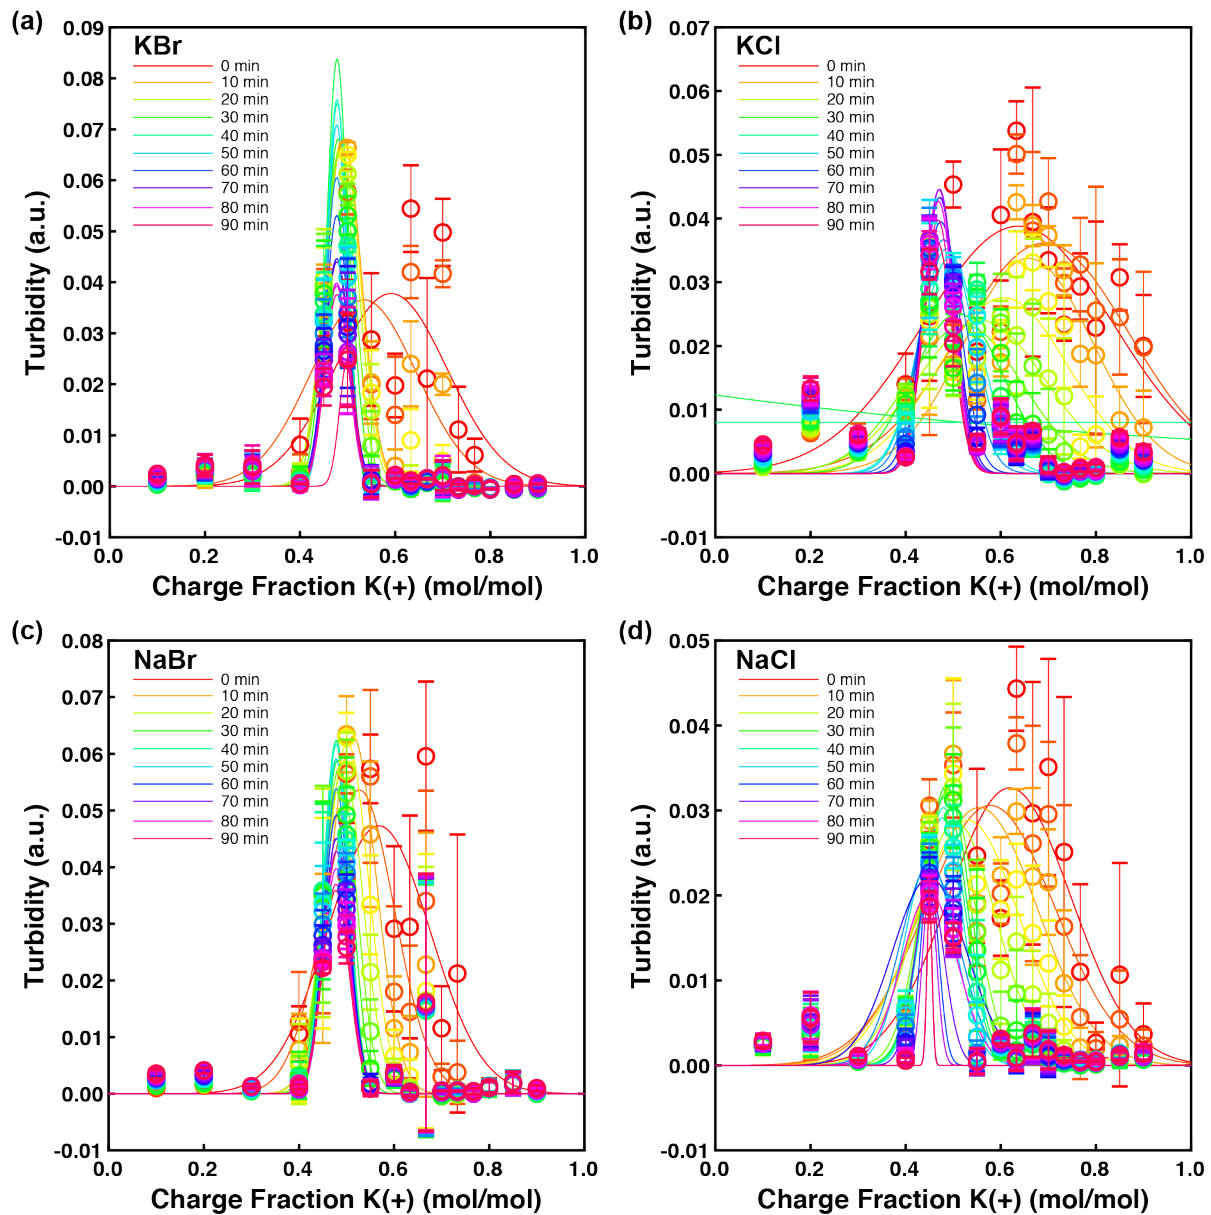 (a)
KBr
0 min
10 min
20 min
30 min
40 min
50 min
60 min
70 min
80 min
90 min
0.09
0.08
0.07
0.06
0.05
0.04
0.03
0.02
0.01
0.00
-0.01
Turbidity (a.u.)
0.0 0.2 0.4 0.6 0.8 1.0
Charge Fraction K(+) (mol/mol)
(b)
KCl
0 min
10 min
20 min
30 min
40 min
50 min
60 min
70 min
80 min
90 min
0.07
0.06
0.05
0.04
0.03
0.02
0.01
0.00
-0.01
Turbidity (a.u.)
0.0 0.2 0.4 0.6 0.8 1.0
Charge Fraction K(+) (mol/mol)
(c)
NaBr
0 min
10 min
20 min
30 min
40 min
50 min
60 min
70 min
80 min
90 min
0.08
0.07
0.06
0.05
0.04
0.03
0.02
0.01
0.00
-0.01
Turbidity (a.u.)
0.0 0.2 0.4 0.6 0.8 1.0
Charge Fraction K(+) (mol/mol)
(d)
NaCl
0 min
10 min
20 min
30 min
40 min
50 min
60 min
70 min
80 min
90 min
0.05
0.04
0.03
0.02
0.01
0.00
-0.01
Turbidity (a.u.)
0.0 0.2 0.4 0.6 0.8 1.0
Charge Fraction K(+) (mol/mol)